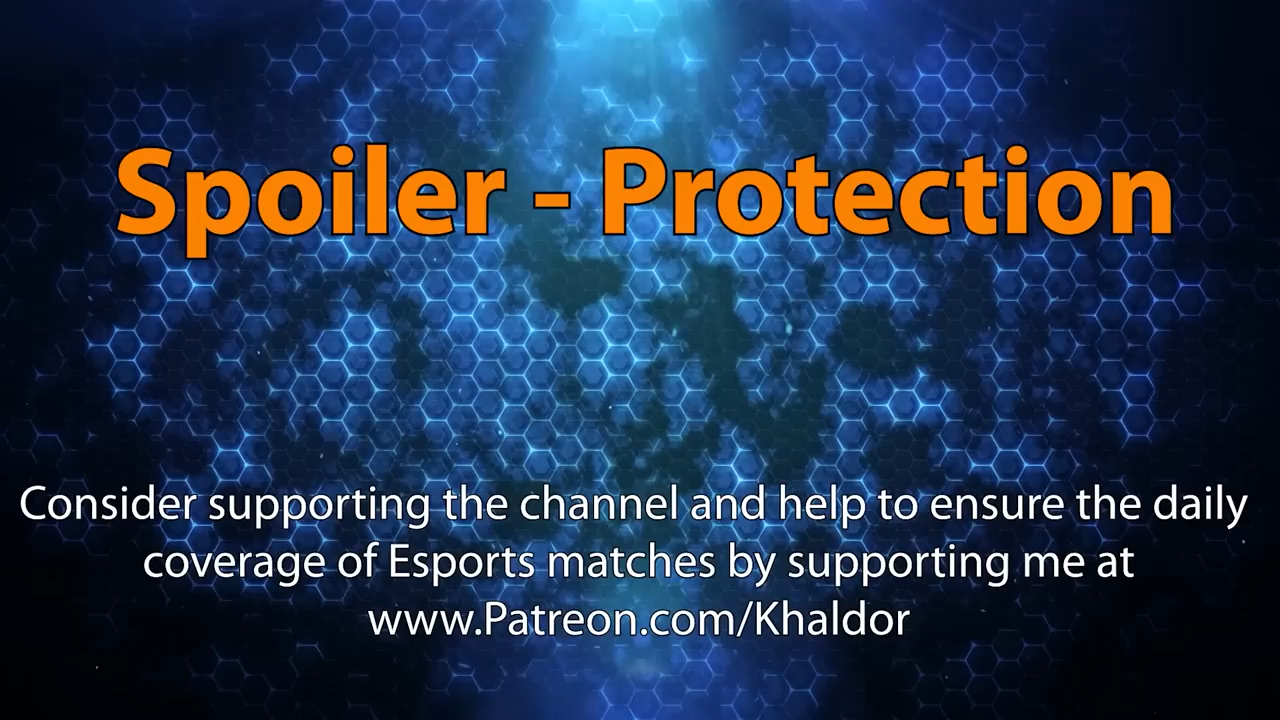 Spoiler - Protection
Consider supporting the channel and help to ensure the daily
coverage of Esports matches by supporting me at
www.Patreon.com/Khaldor